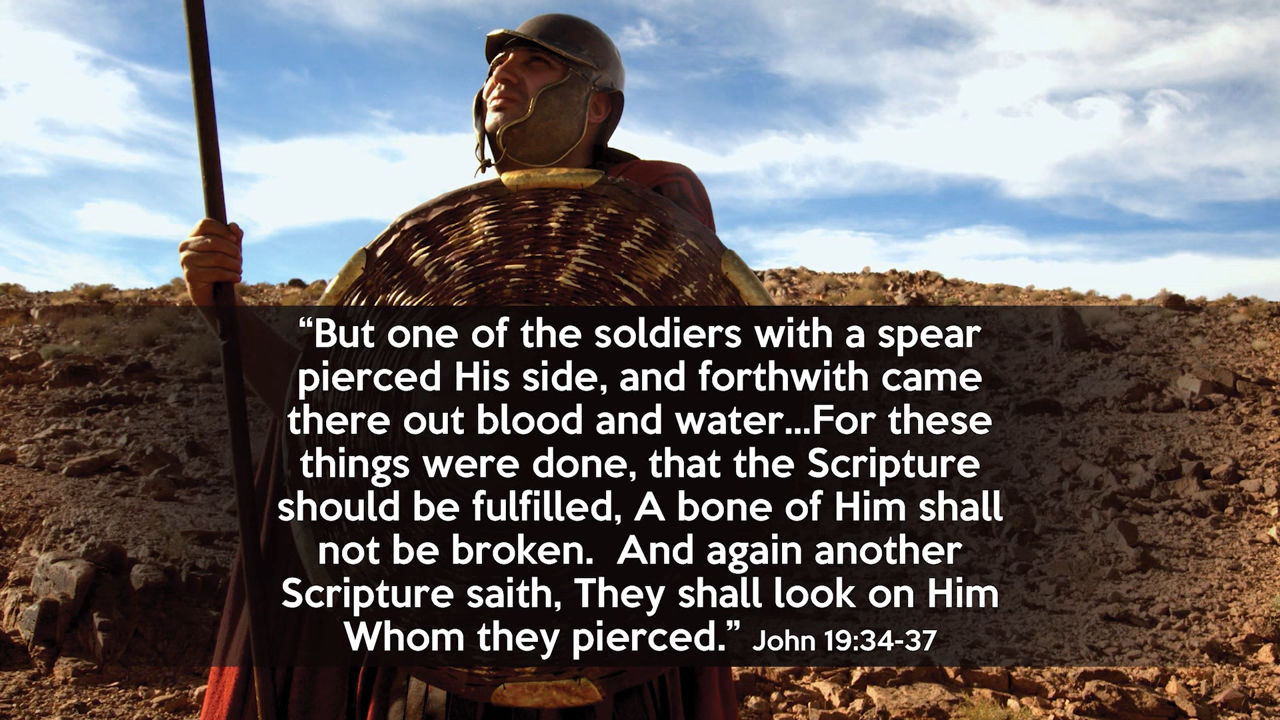 “But one of the soldiers with a spear
pierced His side, and forthwith came
there out blood and water...For these
things were done, that the Scripture
should be fulfilled, A bone of Him shall
not be broken.  And again another
Scripture saith, They shall look on Him
Whom they pierced.” John 19:34-37